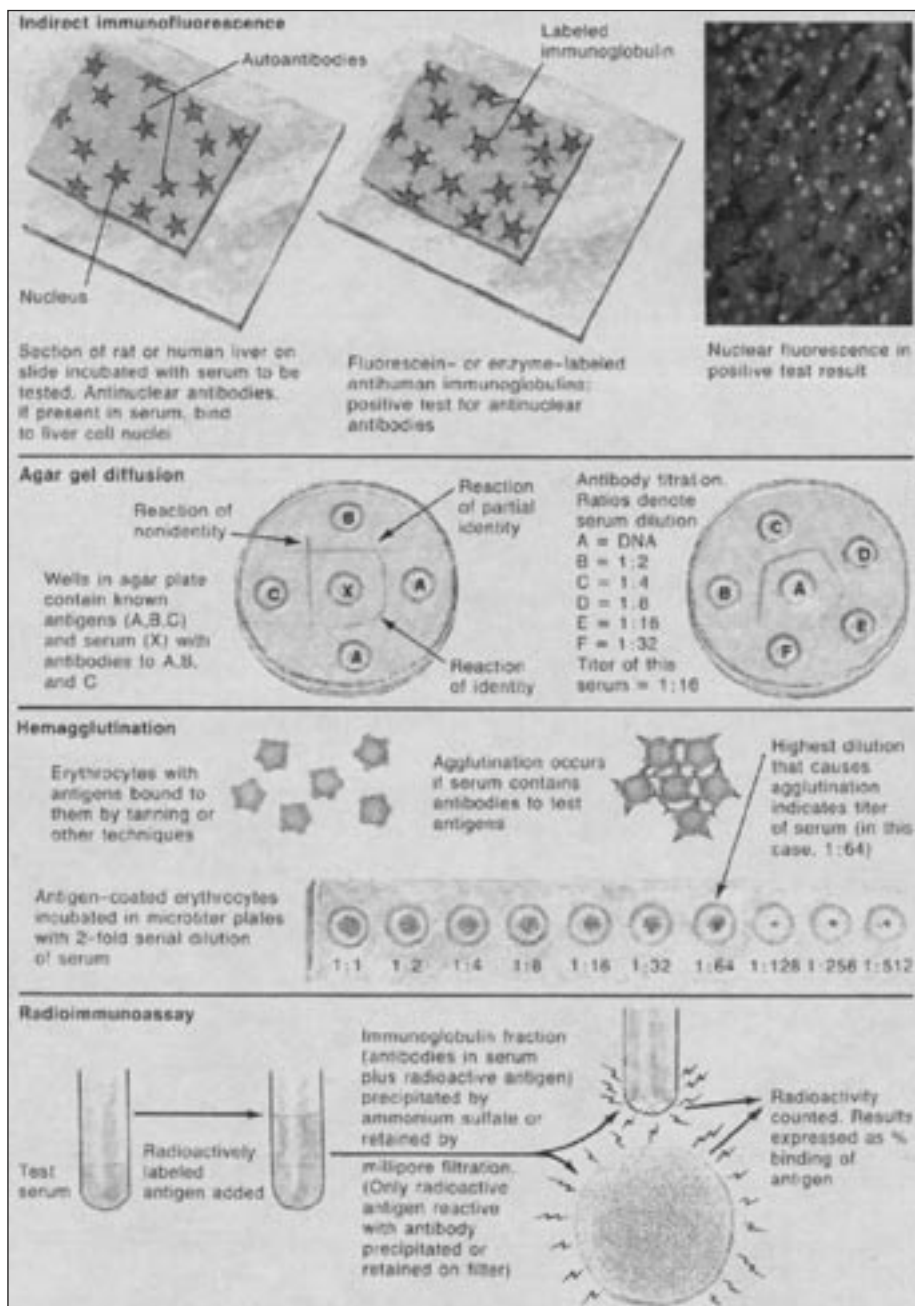 Indirect immunofluorescence
Autoantibodies
Labeled
immunoglobulin
Nucleus
Section of rat or human liver on
slide incubated with serum to be
tested. Antinuclear antibodies,
if present in serum, bind
to liver cell nuclei
Fluorescein- or enzyme-labeled
antihuman immunoglobulins:
positive test for antinuclear
antibodies
Nuclear fluorescence in
positive test result
Agar gel diffusion
Reaction of
nonidentity
Reaction
of partial
identity
Wells in agar plate
contain known
antigens (A,B,C)
and serum (X) with
antibodies to A,B,
and C
B
C
X
A
A
Reaction
of identity
Antibody titration.
Ratios denote
serum dilution
A = DNA
B = 1:2
C = 1:4
D = 1:8
E = 1:16
F = 1:32
Titer of this
serum = 1:16
C
D
B
A
E
F
Hemagglutination
Erythrocytes with
antigens bound to
them by tanning or
other techniques
Agglutination occurs
if serum contains
antibodies to test
antigens
Highest dilution
that causes
agglutination
indicates titer
of serum (in this
case, 1:64)
Antigen-coated erythrocytes
incubated in microtiter plates
with 2-fold serial dilution
of serum
1:1 1:2 1:4 1:8 1:16 1:32 1:64 1:128 1:256 1:512
Radioimmunoassay
Test
serum
Radioactively
labeled
antigen added
Immunoglobulin fraction
(antibodies in serum
plus radioactive antigen)
precipitated by
ammonium sulfate or
retained by
millipore filtration.
(Only radioactive
antigen reactive
with antibody
precipitated or
retained on filter)
Radioactivity
counted. Results
expressed as %
binding of
antigen